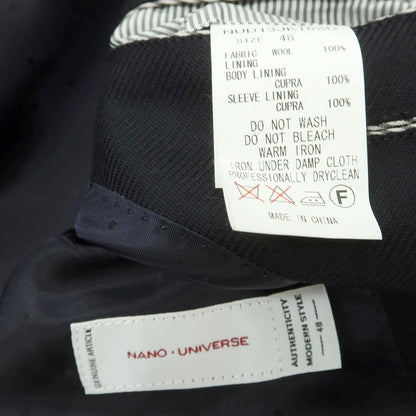 SIZE 48
FABRIC WOOL 100%
LINING
BODY LINING
CUPRA 100%
SLEEVE LINING
CUPRA 100%
DO NOT WASH
DO NOT BLEACH
WARM IRON
IRON UNDER DAMP CLOTH
PROFESSIONALLY DRYCLEAN
F
MADE IN CHINA
GENUINE ARTICLE
NANO・UNIVERSE
AUTHENTICITY
MODERN STYLE
48